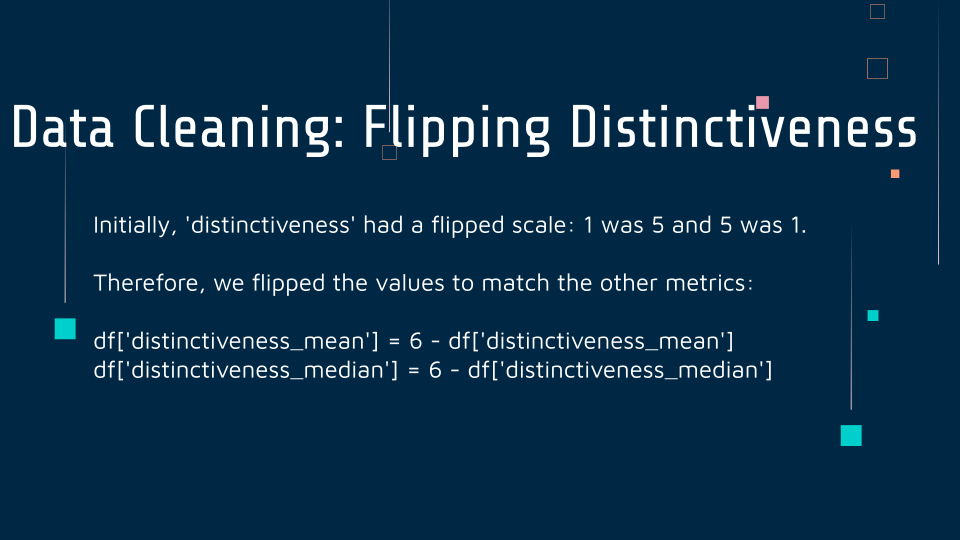 Data Cleaning: Flipping Distinctiveness
Initially, 'distinctiveness' had a flipped scale: 1 was 5 and 5 was 1.
Therefore, we flipped the values to match the other metrics:
df['distinctiveness_mean'] = 6 - df['distinctiveness_mean']
df['distinctiveness_median'] = 6 - df['distinctiveness_median']